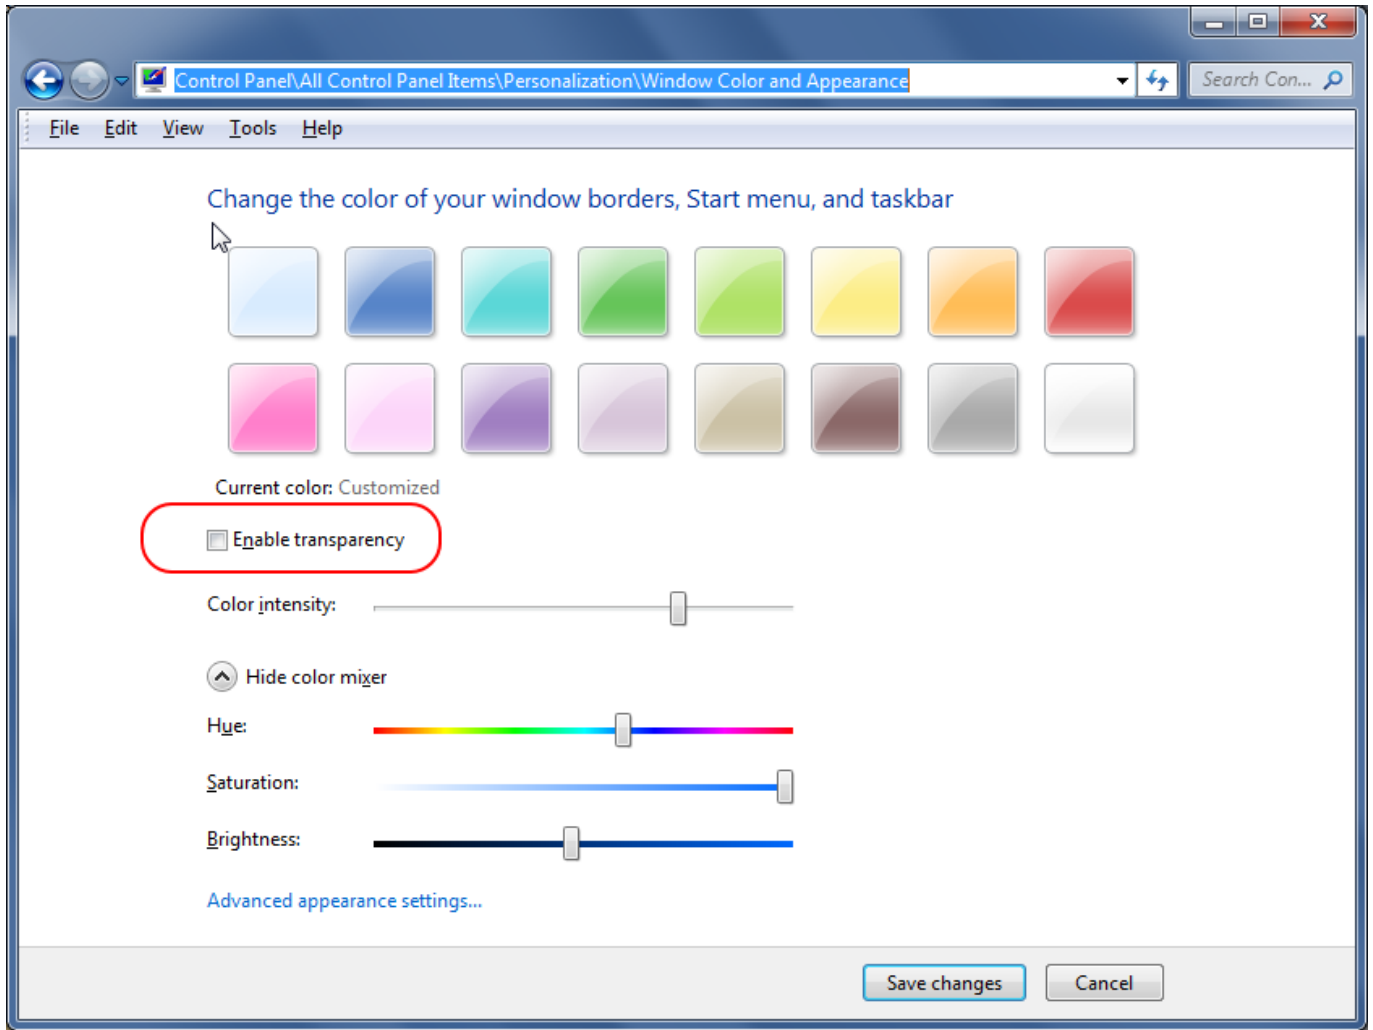 Control Panel\All Control Panel Items\Personalization\Window Color and Appearance
Search Con...
File Edit View Tools Help
Change the color of your window borders, Start menu, and taskbar
Current color: Customized
Enable transparency
Color intensity:
Hide color mixer
Hue:
Saturation:
Brightness:
Advanced appearance settings...
Save changes Cancel